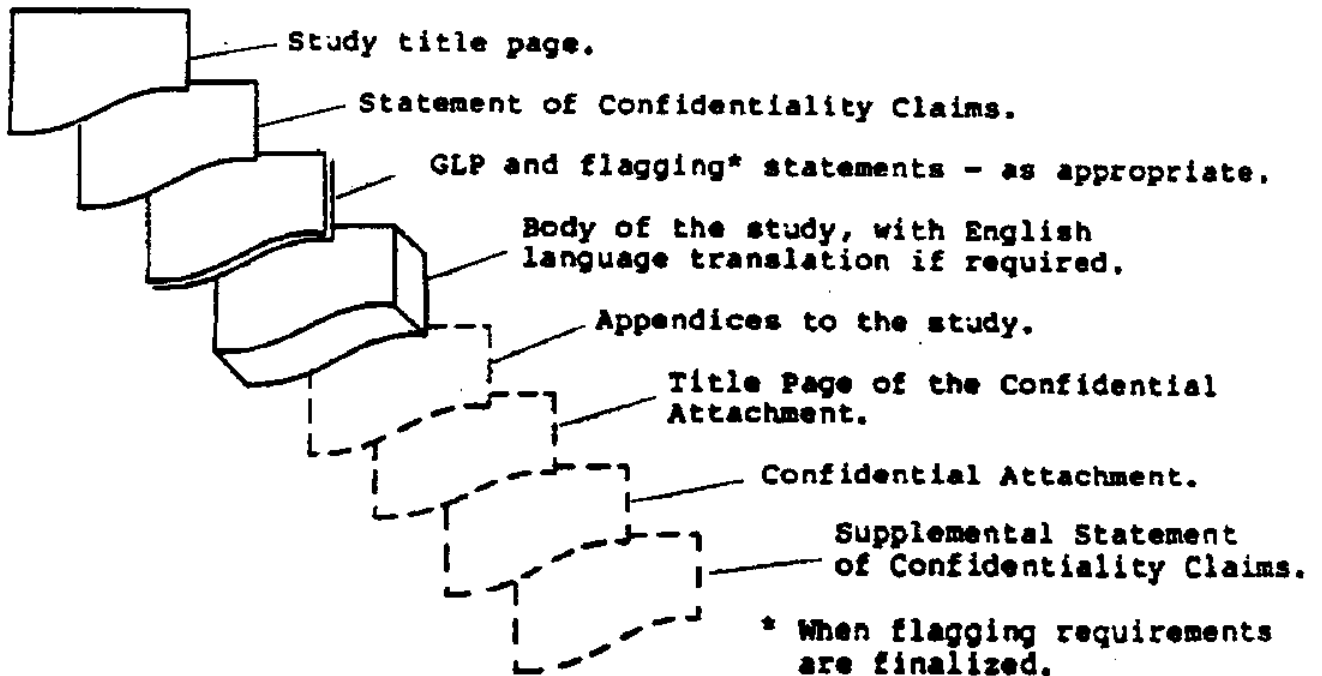 Study title page.
Statement of Confidentiality Claims.
GLP and flagging* statements - as appropriate.
Body of the study, with English
language translation if required.
Appendices to the study.
Title Page of the Confidential
Attachment.
Confidential Attachment.
Supplemental Statement
of Confidentiality Claims.
* When flagging requirements
are finalized.